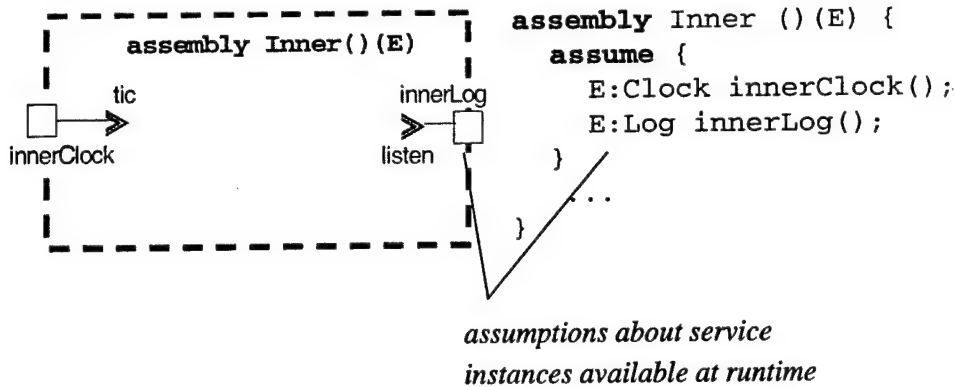 assembly Inner()(E)
tic
innerClock
innerLog
listen
assembly Inner ()(E) {
assume {
E:Clock innerClock();
E:Log innerLog();
}
...
}
assumptions about service
instances available at runtime